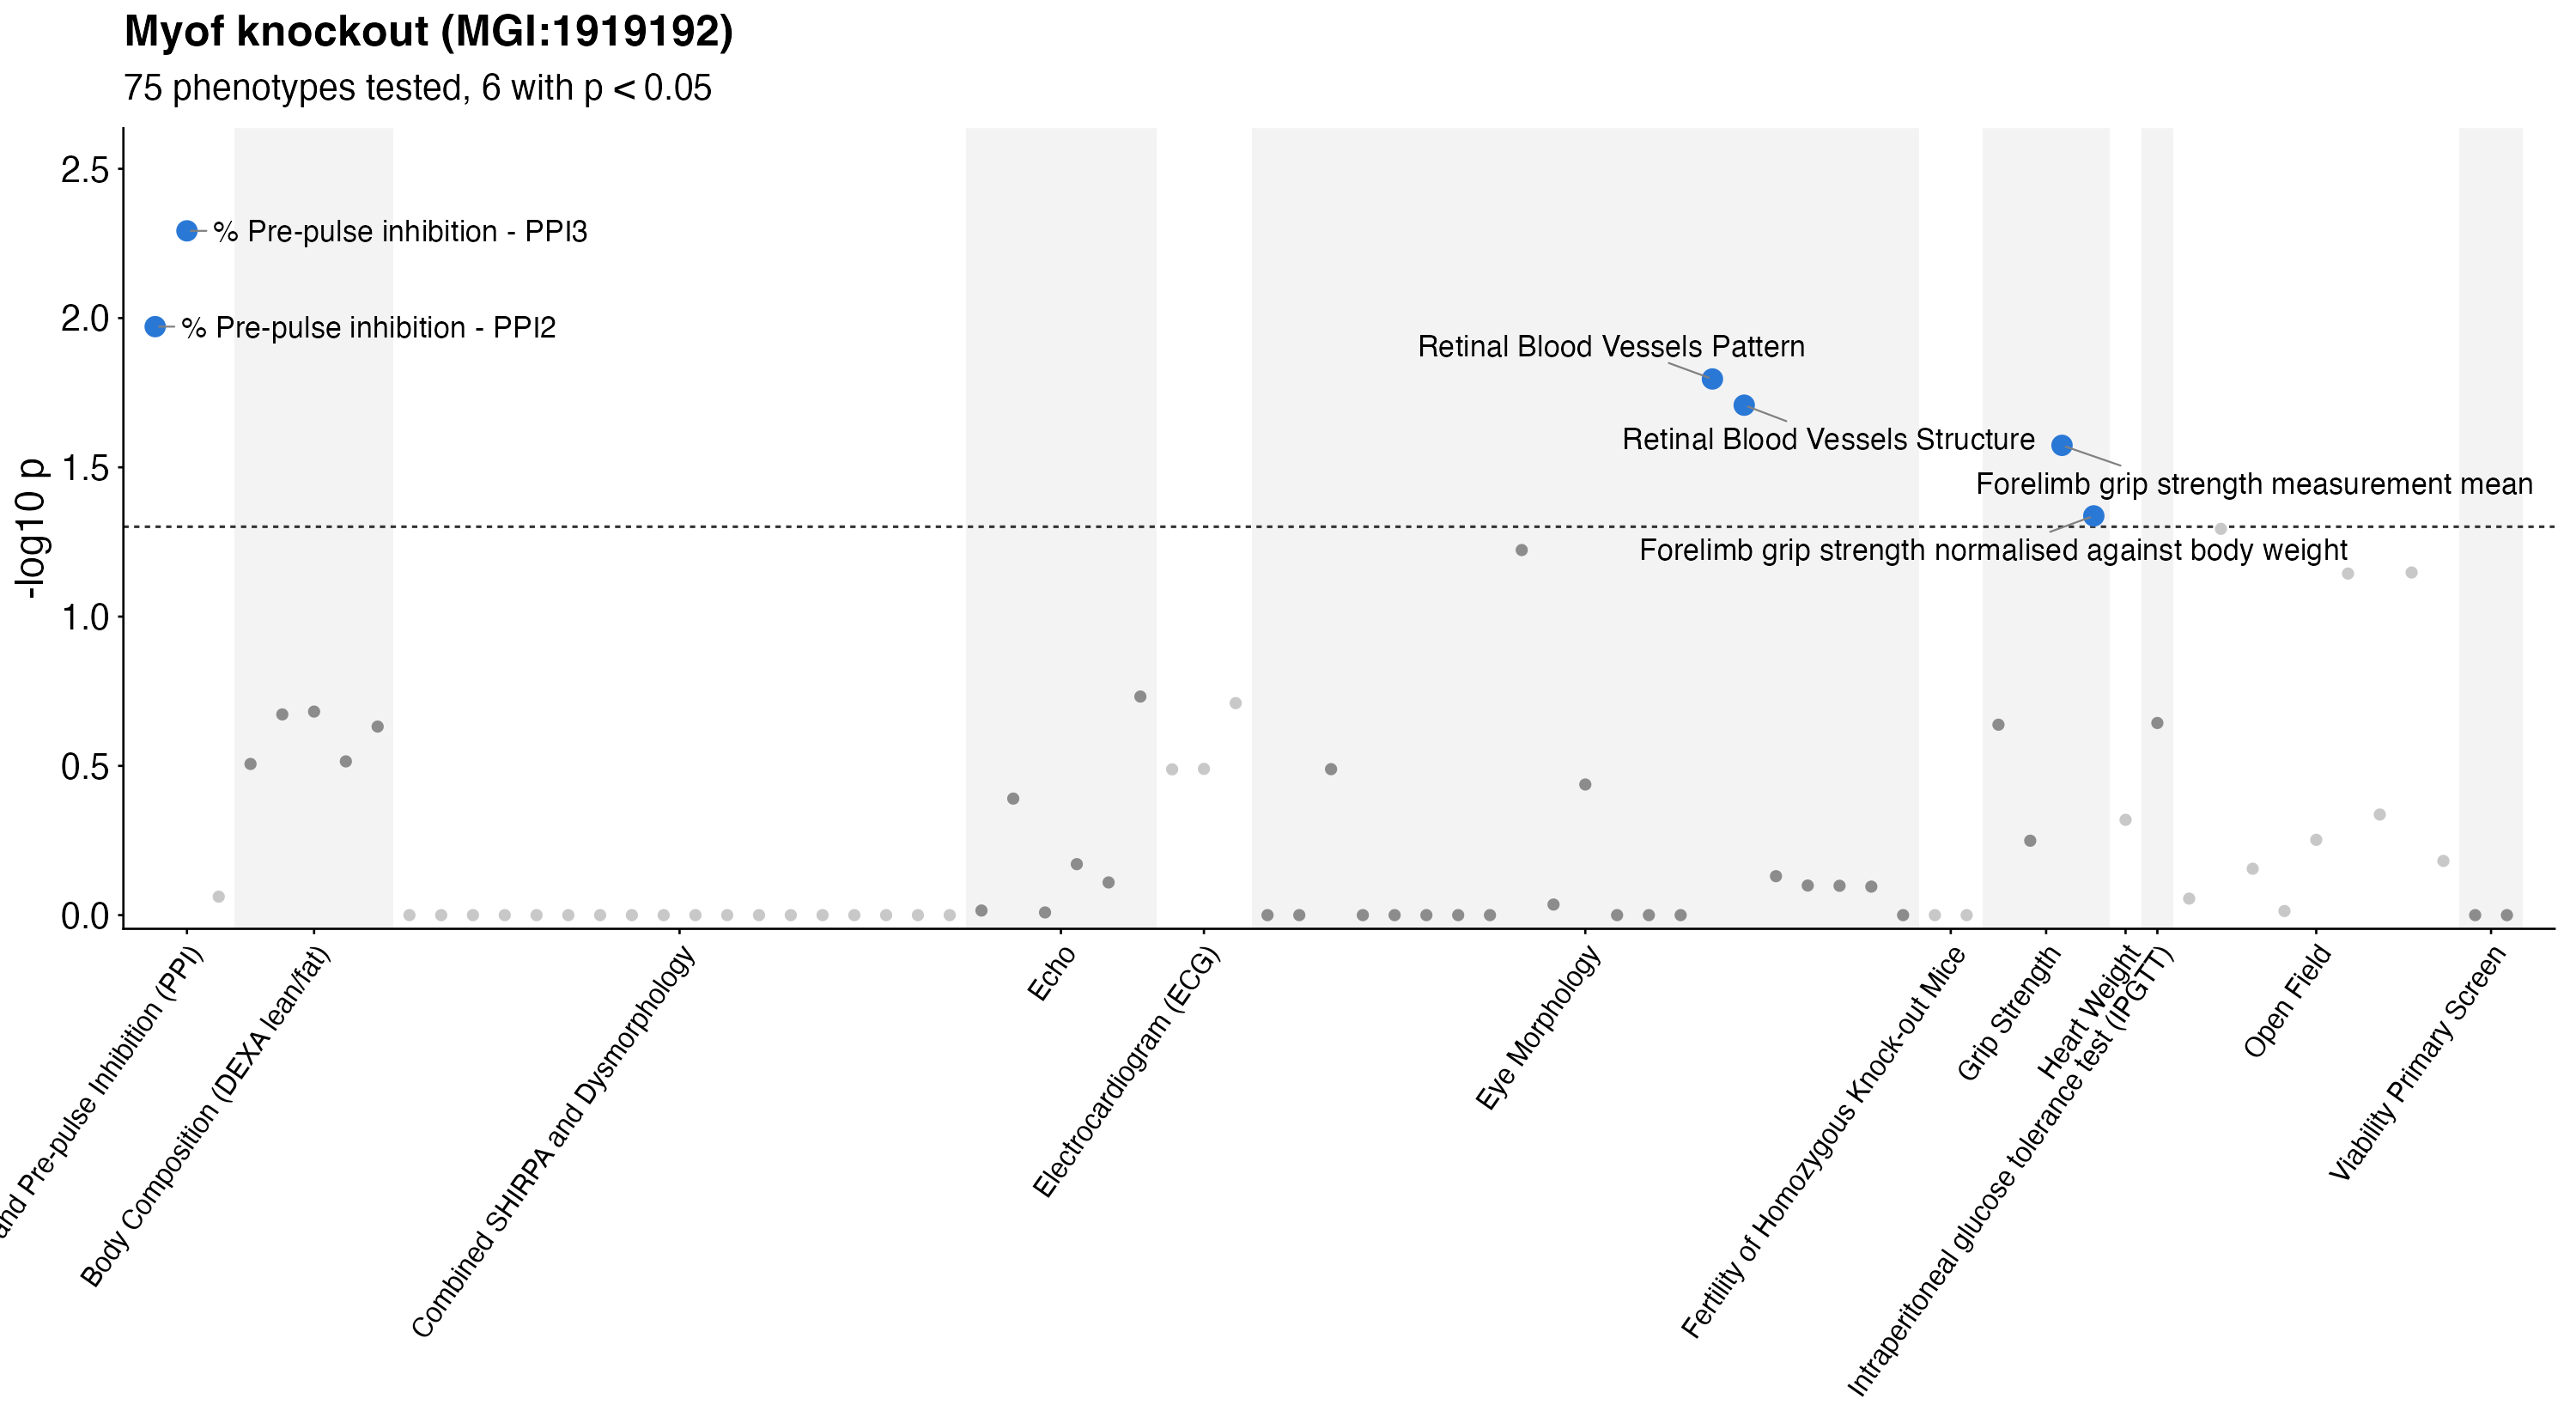 Myof knockout (MGI:1919192)
75 phenotypes tested, 6 with p < 0.05
-log10 p
2.5
2.0
1.5
1.0
0.5
0.0
% Pre-pulse inhibition - PPI3
% Pre-pulse inhibition - PPI2
Retinal Blood Vessels Pattern
Retinal Blood Vessels Structure
Forelimb grip strength measurement mean
Forelimb grip strength normalised against body weight
and Pre-pulse Inhibition (PPI)
Body Composition (DEXA lean/fat)
Combined SHIRPA and Dysmorphology
Echo
Electrocardiogram (ECG)
Eye Morphology
Fertility of Homozygous Knock-out Mice
Grip Strength
Heart Weight
Intraperitoneal glucose tolerance test (IPGTT)
Open Field
Viability Primary Screen